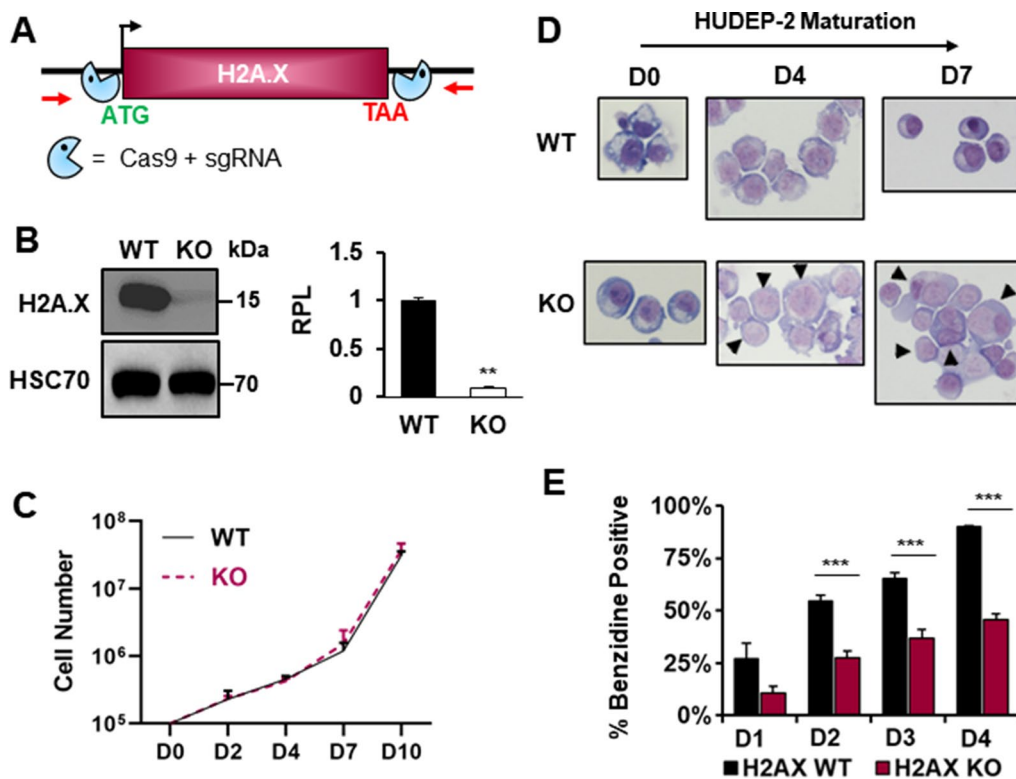 A
H2A.X
ATG
TAA
= Cas9 + sgRNA
B
WT KO kDa
H2A.X
15
HSC70
70
RPL
1.5
1
0.5
0
**
WT KO
C
Cell Number
10^8
10^7
10^6
10^5
WT
KO
D0 D2 D4 D7 D10
D
HUDEP-2 Maturation
D0 D4 D7
WT
KO
E
% Benzidine Positive
100%
75%
50%
25%
0%
***
***
***
D1 D2 D3 D4
H2AX WT H2AX KO